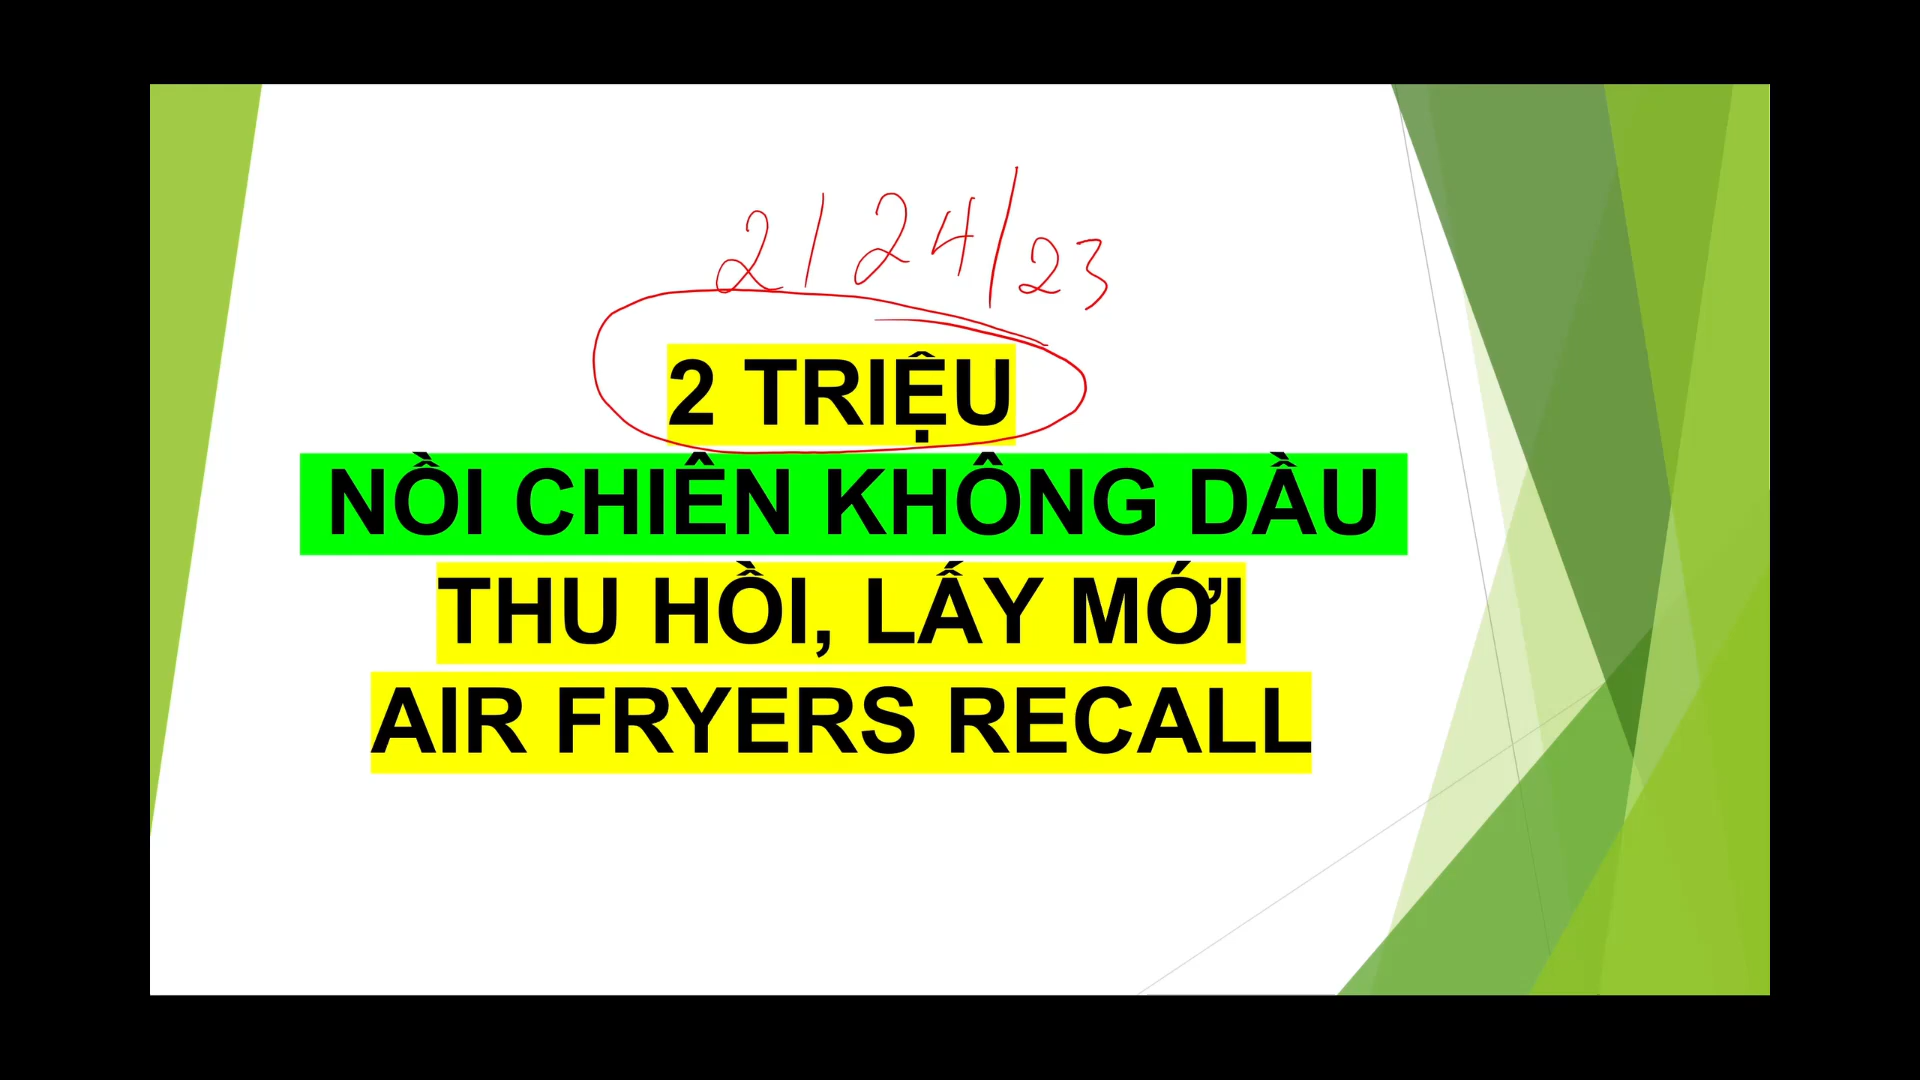 2/24/23
2 TRIỆU
NỒI CHIÊN KHÔNG DẦU
THU HỒI, LẤY MỚI
AIR FRYERS RECALL